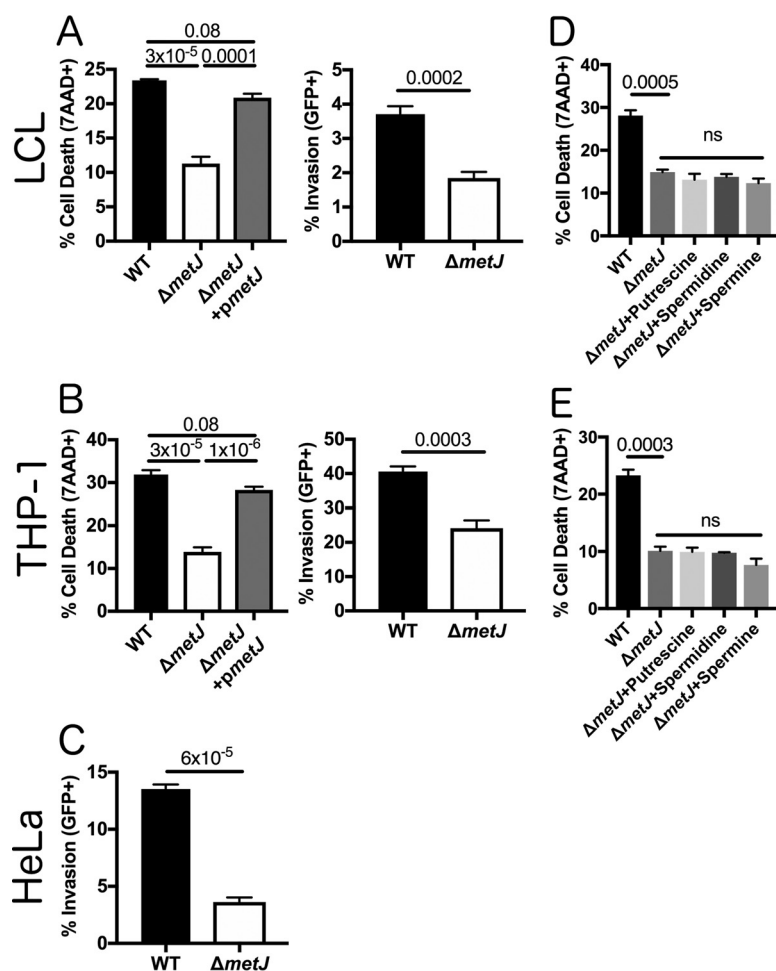 LCL
A
0.08
3x10-5 0.0001
% Cell Death (7AAD+)
25
20
15
10
5
0
WT
ΔmetJ
ΔmetJ
+pmetJ
0.0002
% Invasion (GFP+)
5
4
3
2
1
0
WT
ΔmetJ
D
0.0005
ns
% Cell Death (7AAD+)
40
30
20
10
0
WT
ΔmetJ
ΔmetJ+Putrescine
ΔmetJ+Spermidine
ΔmetJ+Spermine
THP-1
B
0.08
3x10-5 1x10-6
% Cell Death (7AAD+)
40
30
20
10
0
WT
ΔmetJ
ΔmetJ
+pmetJ
0.0003
% Invasion (GFP+)
50
40
30
20
10
0
WT
ΔmetJ
E
0.0003
ns
% Cell Death (7AAD+)
30
20
10
0
WT
ΔmetJ
ΔmetJ+Putrescine
ΔmetJ+Spermidine
ΔmetJ+Spermine
HeLa
C
6x10-5
% Invasion (GFP+)
15
10
5
0
WT
ΔmetJ